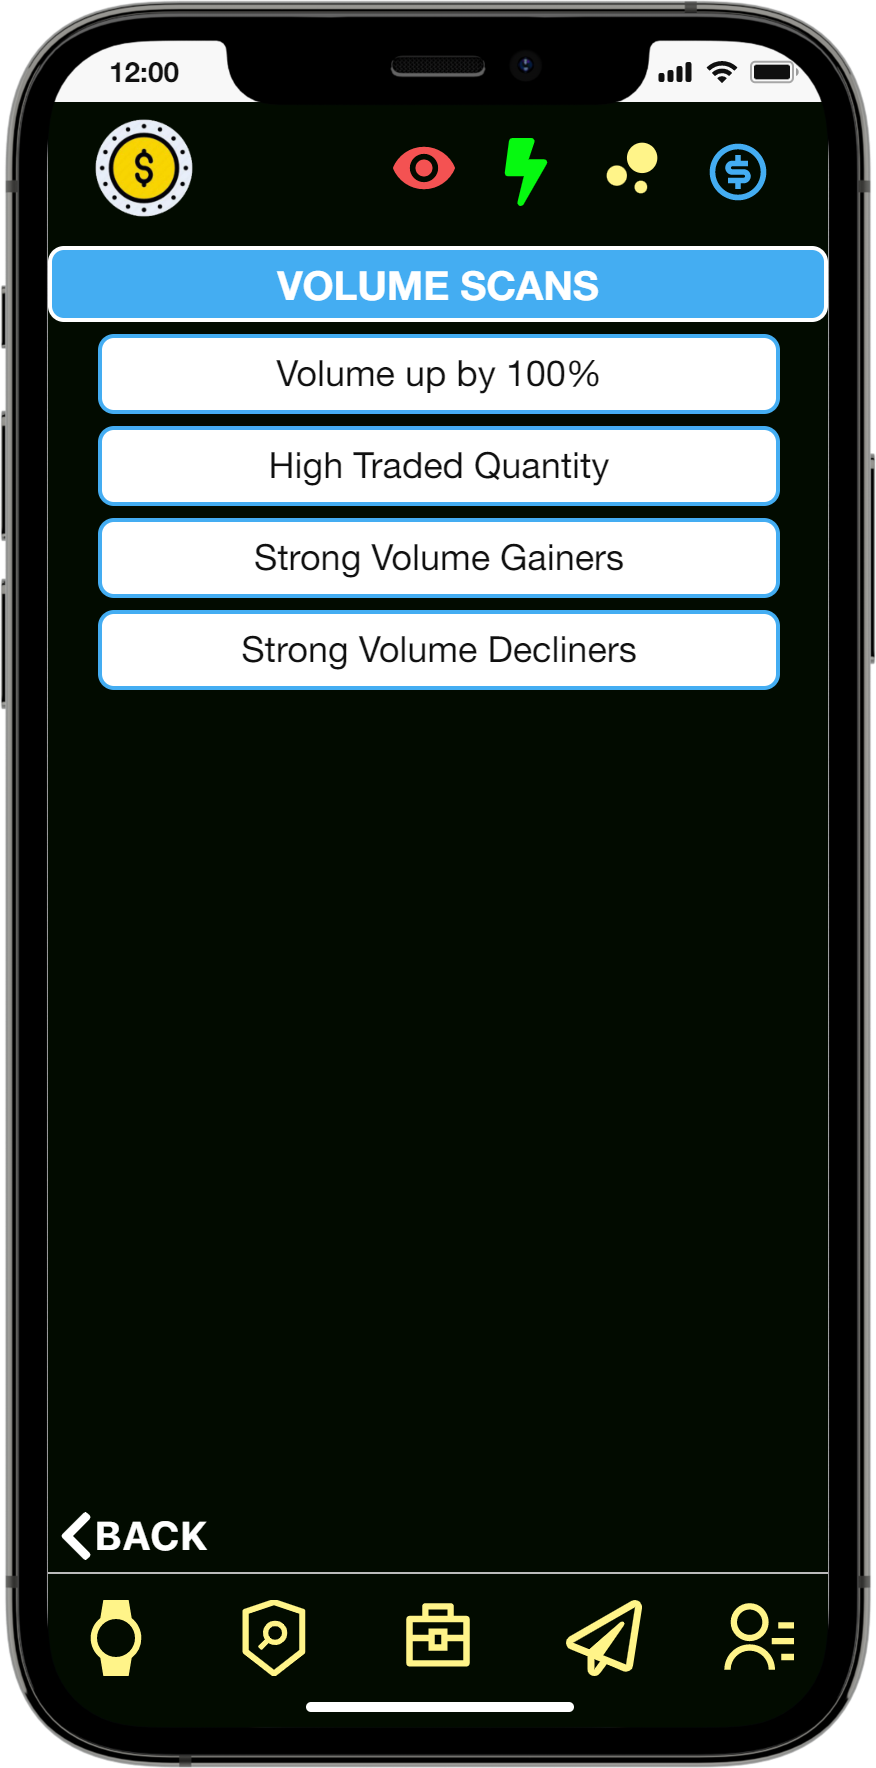 12:00
VOLUME SCANS
Volume up by 100%
High Traded Quantity
Strong Volume Gainers
Strong Volume Decliners
BACK